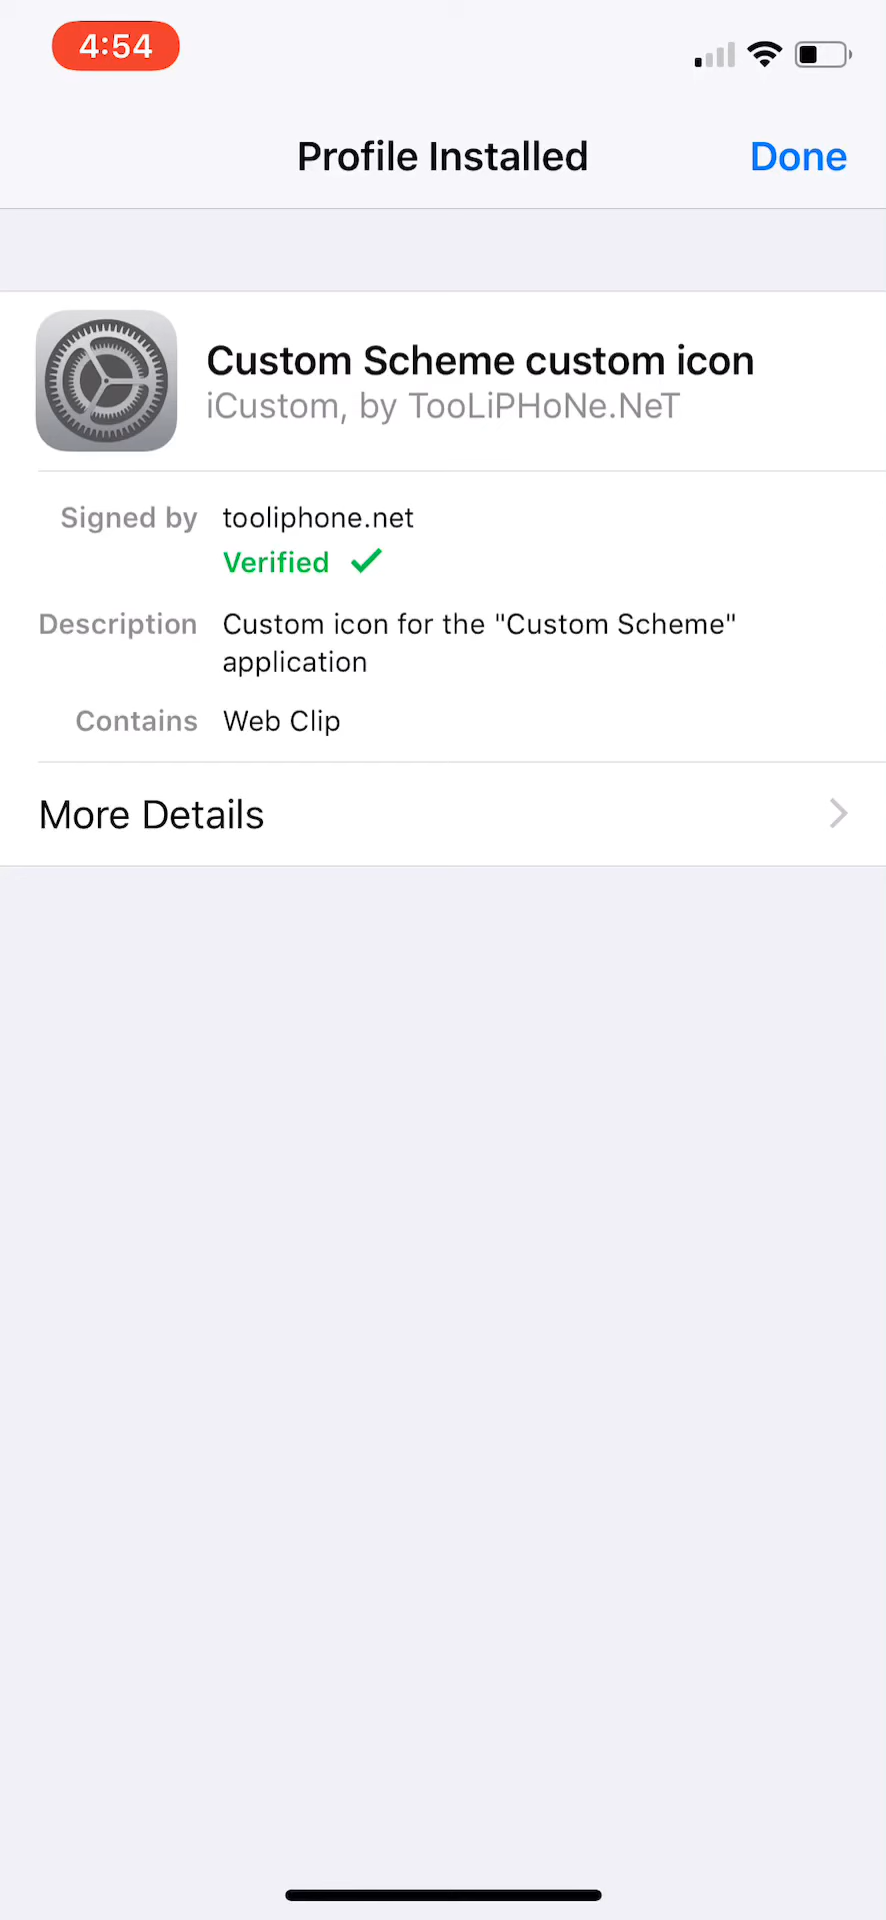 4:54
Profile Installed
Done
Custom Scheme custom icon
iCustom, by TooLiPHoNe.NeT
Signed by tooliphone.net
Verified ✓
Description Custom icon for the "Custom Scheme"
application
Contains Web Clip
More Details